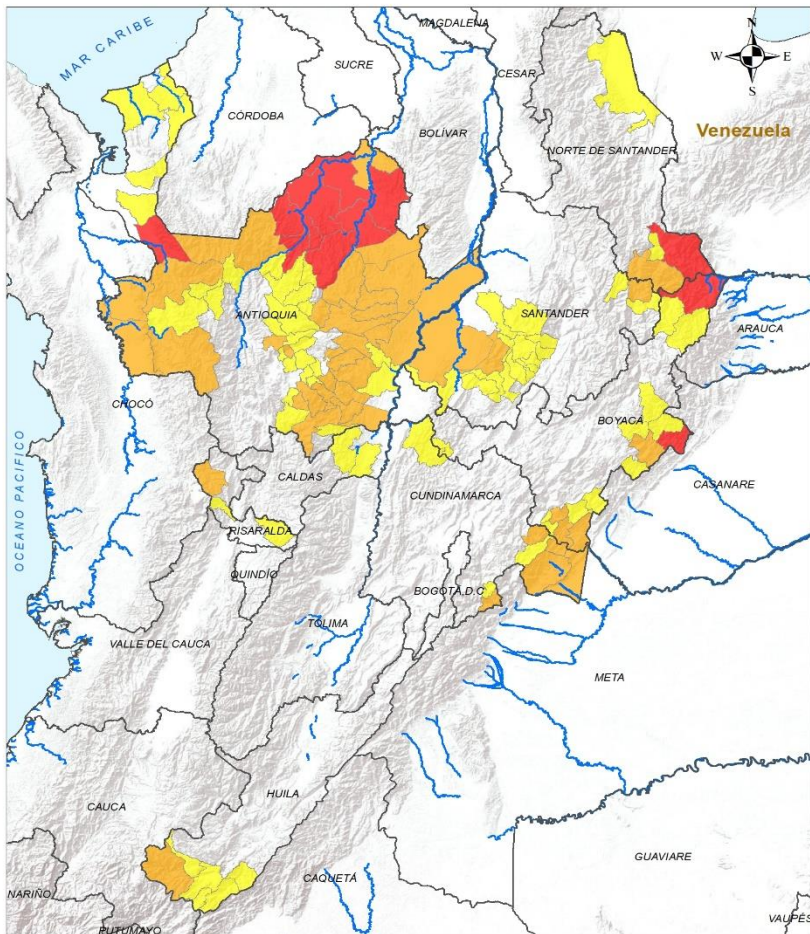 MAGDALENA
N
W E
S
MAR CARIBE
SUCRE
CESAR
CÓRDOBA
BOLÍVAR
Venezuela
NORTE DE SANTANDER
ANTIOQUIA
SANTANDER
ARAUCA
CHOCÓ
BOYACÁ
OCEANO PACIFICO
CALDAS
CUNDINAMARCA
CASANARE
RISARALDA
QUINDÍO
BOGOTÁ, D.C
TOLIMA
VALLE DEL CAUCA
META
HUILA
CAUCA
GUAVIARE
CAQUETÁ
NARIÑO
PUTUMAYO
VAUPÉS